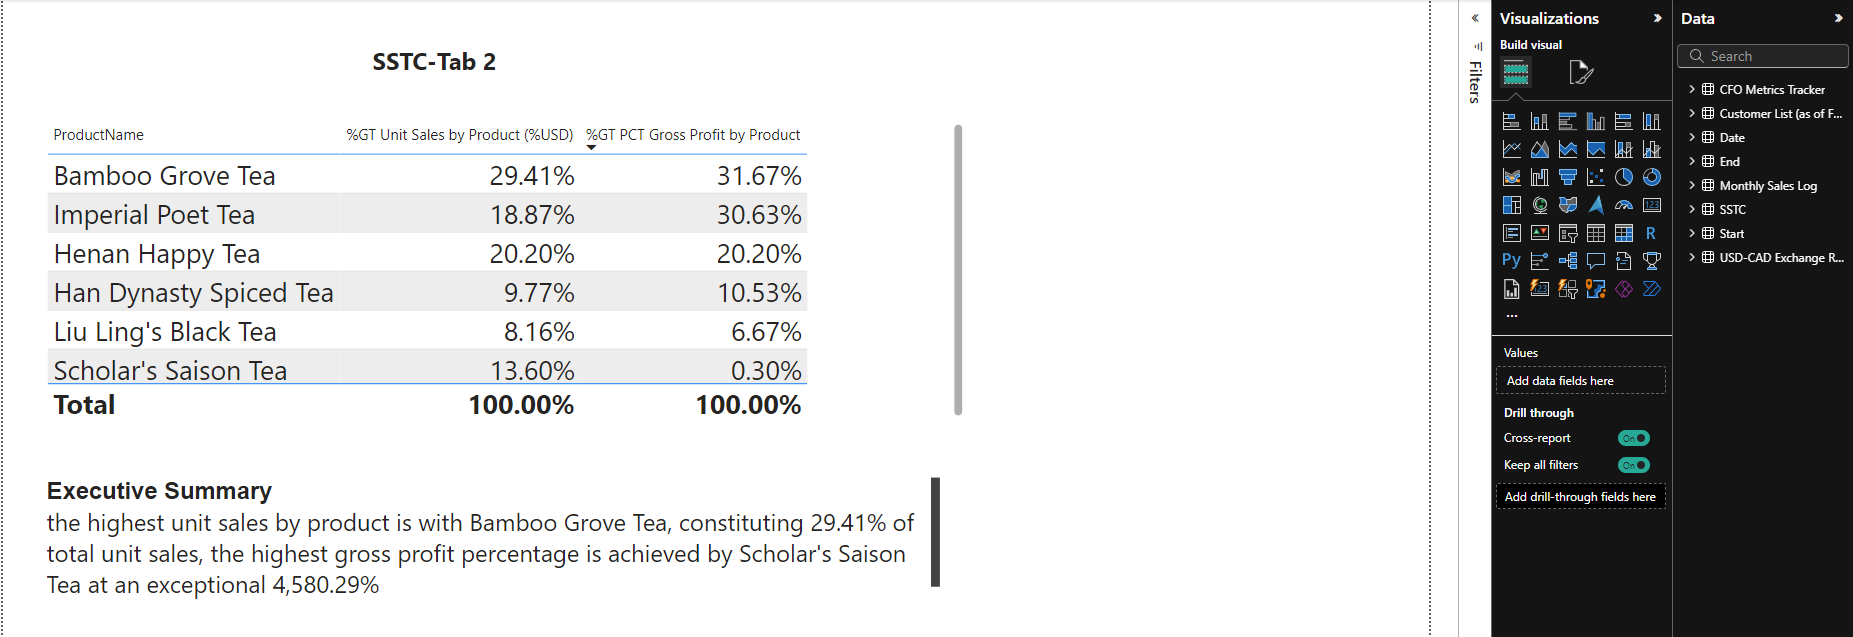 SSTC-Tab 2
ProductName %GT Unit Sales by Product (%USD) %GT PCT Gross Profit by Product
Bamboo Grove Tea 29.41% 31.67%
Imperial Poet Tea 18.87% 30.63%
Henan Happy Tea 20.20% 20.20%
Han Dynasty Spiced Tea 9.77% 10.53%
Liu Ling's Black Tea 8.16% 6.67%
Scholar's Saison Tea 13.60% 0.30%
Total 100.00% 100.00%
Executive Summary
the highest unit sales by product is with Bamboo Grove Tea, constituting 29.41% of
total unit sales, the highest gross profit percentage is achieved by Scholar's Saison
Tea at an exceptional 4,580.29%
Filters
Visualizations
Build visual
123
R
Py
123
...
Values
Add data fields here
Drill through
Cross-report On
Keep all filters On
Add drill-through fields here
Data
Search
CFO Metrics Tracker
Customer List (as of F...
Date
End
Monthly Sales Log
SSTC
Start
USD-CAD Exchange R...